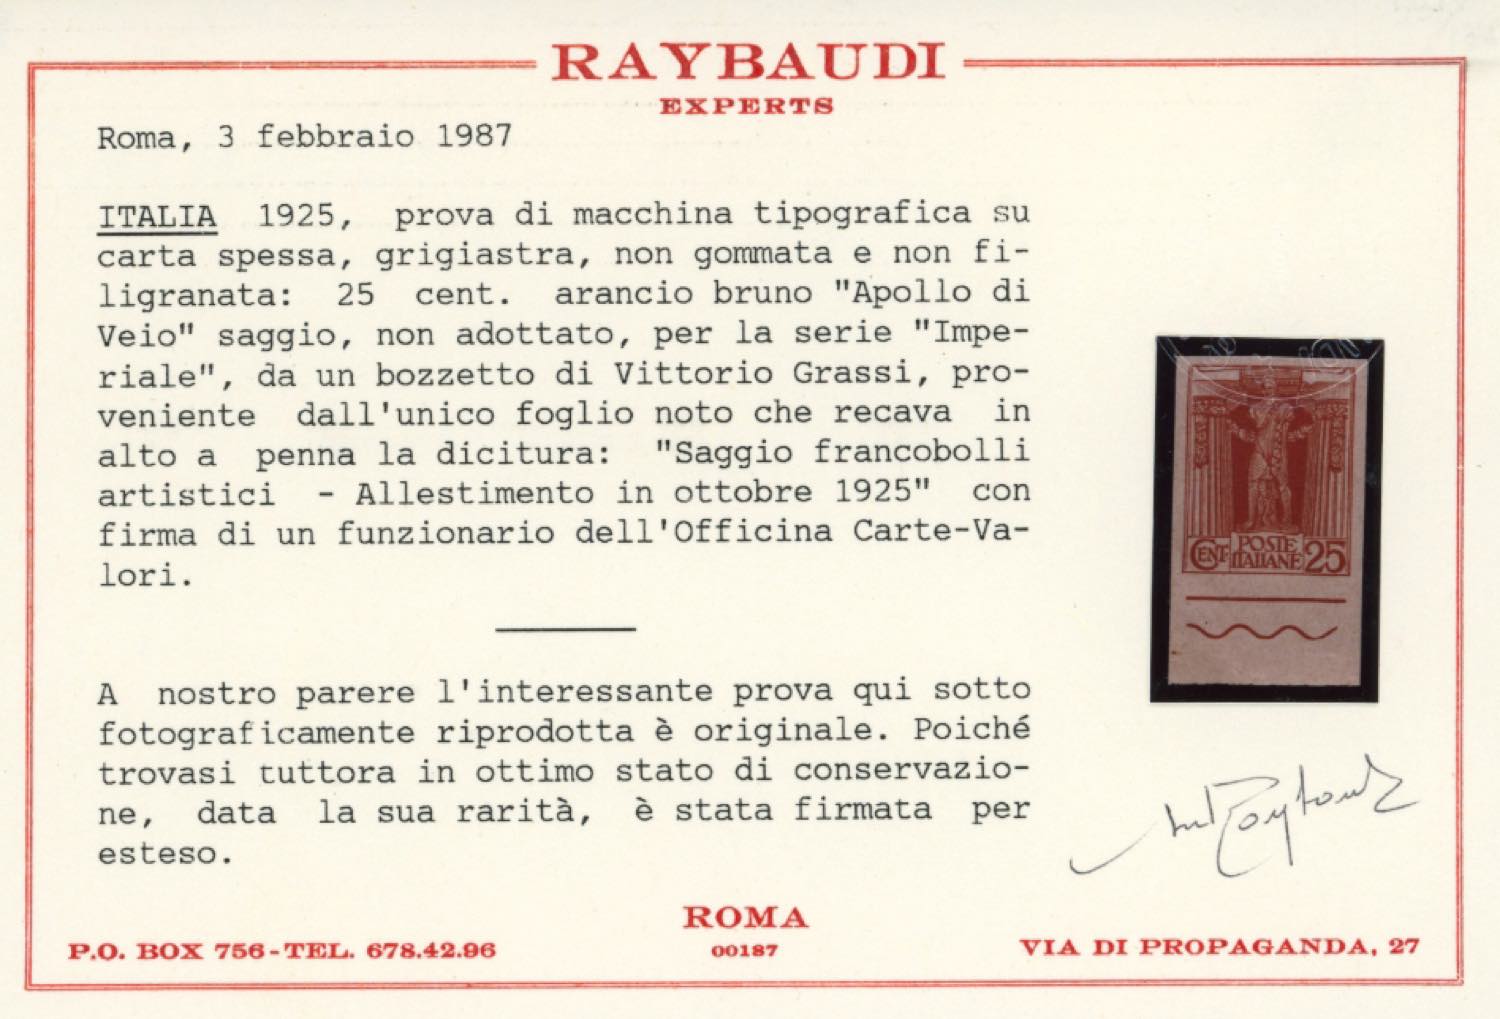 RAYBAUDI
EXPERTS
Roma, 3 febbraio 1987
ITALIA 1925, prova di macchina tipografica su
carta spessa, grigiastra, non gommata e non fi-
ligranata: 25 cent. arancio bruno "Apollo di
Veio" saggio, non adottato, per la serie "Impe-
riale", da un bozzetto di Vittorio Grassi, pro-
veniente dall'unico foglio noto che recava in
alto a penna la dicitura: "Saggio francobolli
artistici - Allestimento in ottobre 1925" con
firma di un funzionario dell'Officina Carte-Va-
lori.
CENT. POSTE ITALIANE 25
A nostro parere l'interessante prova qui sotto
fotograficamente riprodotta è originale. Poiché
trovasi tuttora in ottimo stato di conservazio-
ne, data la sua rarità, è stata firmata per
esteso.
ROMA
00187
P.O. BOX 756-TEL. 678.42.96
VIA DI PROPAGANDA, 27